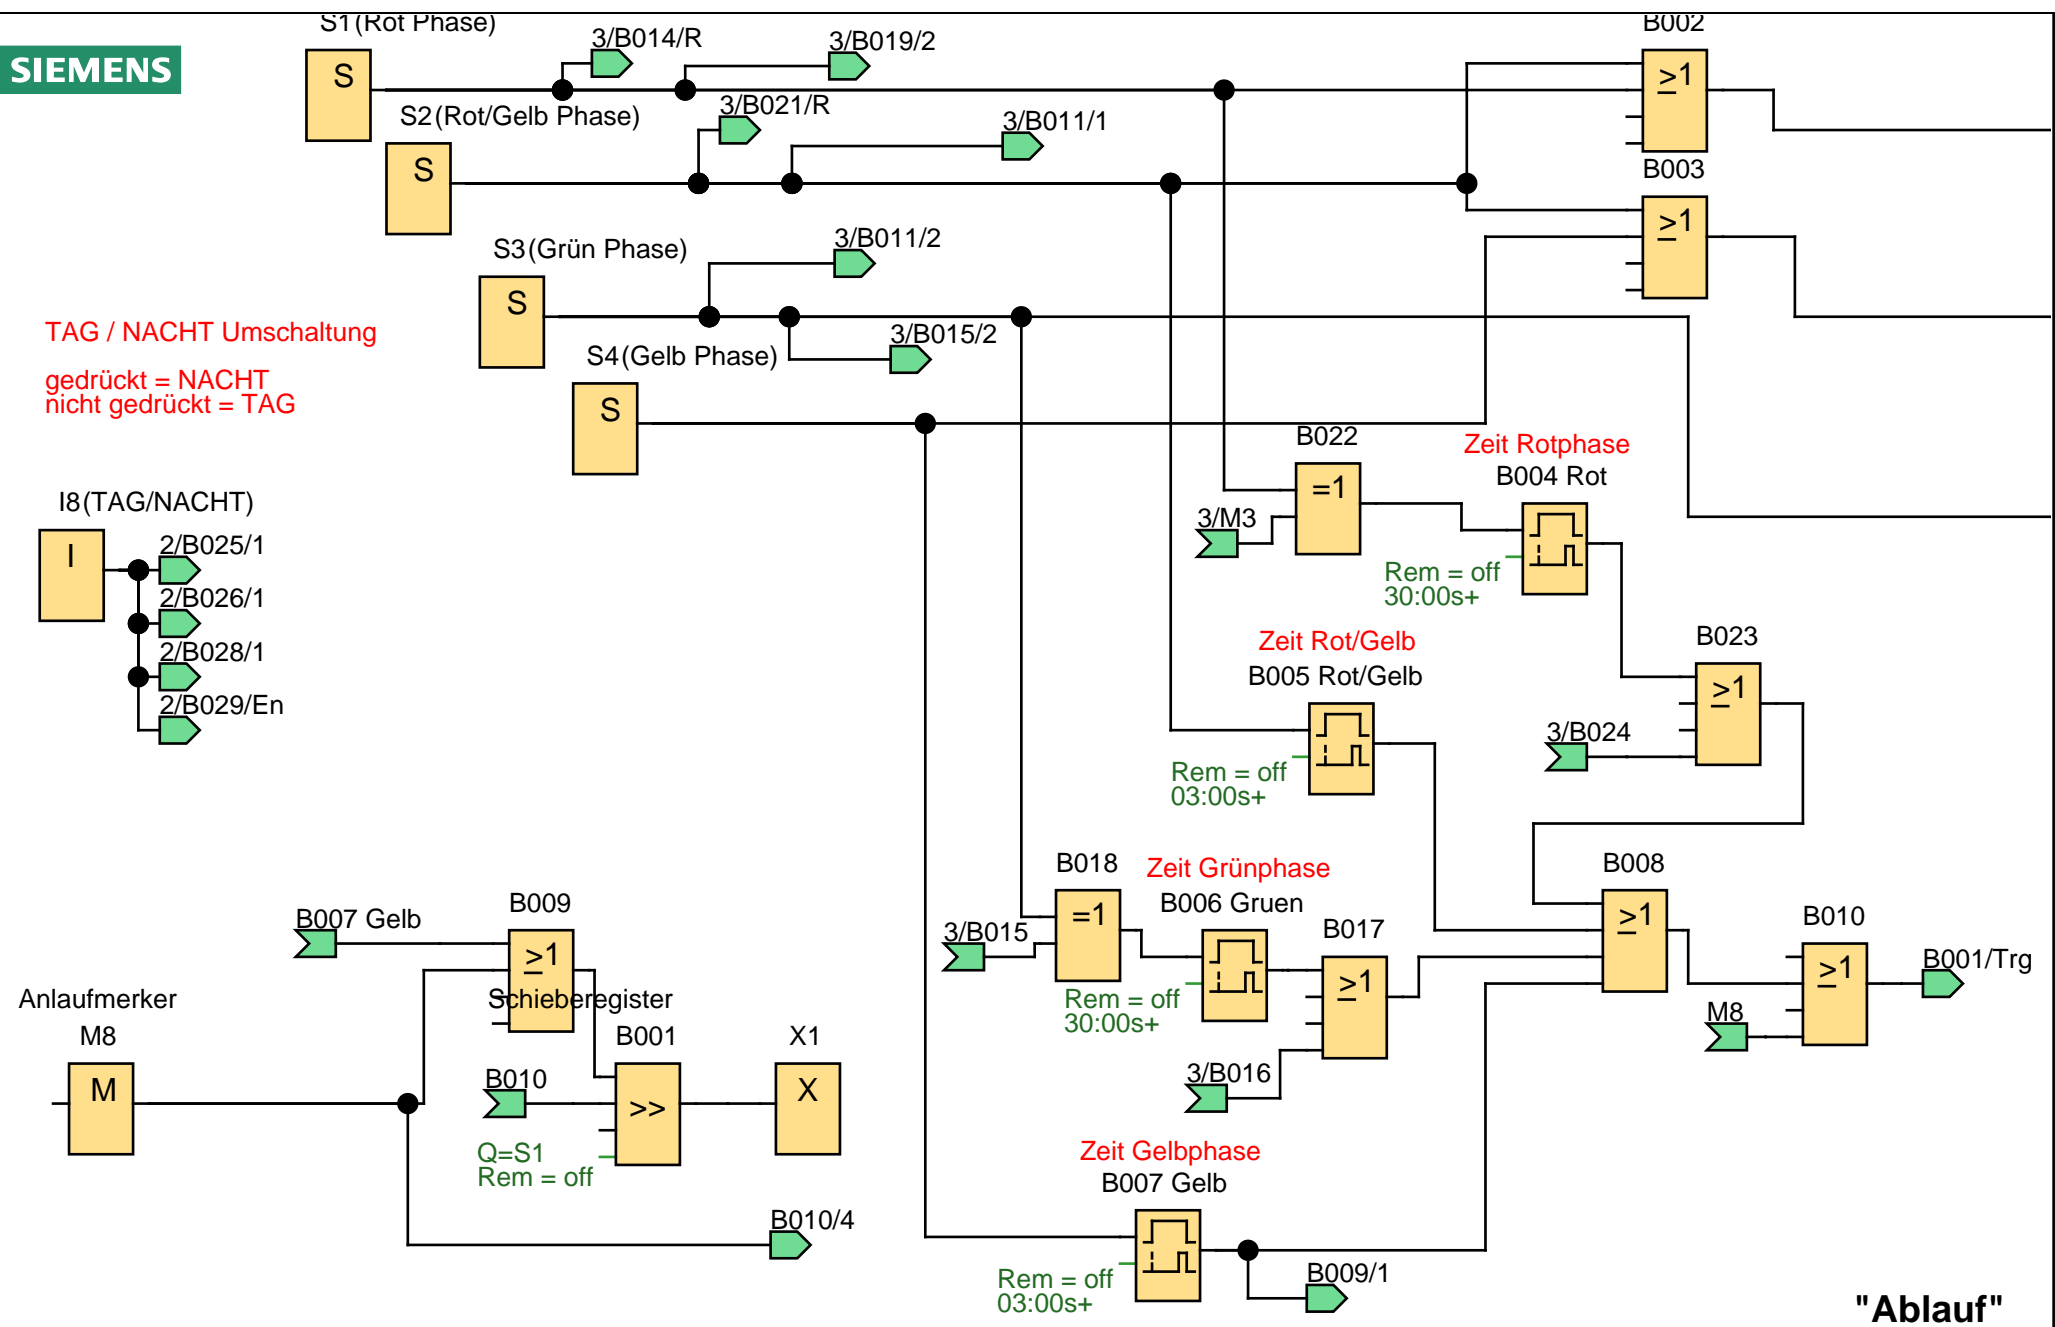 S1(Rot Phase)
3/B014/R
3/B019/2
B002
SIEMENS
S
≥1
S2(Rot/Gelb Phase)
3/B021/R
3/B011/1
S
B003
≥1
S3(Grün Phase)
3/B011/2
S
TAG / NACHT Umschaltung
3/B015/2
S4(Gelb Phase)
gedrückt = NACHT
nicht gedrückt = TAG
S
B022
Zeit Rotphase
B004 Rot
I8(TAG/NACHT)
=1
3/M3
2/B025/1
I
Rem = off
30:00s+
2/B026/1
Zeit Rot/Gelb
B023
2/B028/1
B005 Rot/Gelb
≥1
2/B029/En
3/B024
Rem = off
03:00s+
B018
Zeit Grünphase
B008
B007 Gelb
B009
=1
B006 Gruen
≥1
B010
3/B015
B017
≥1
B001/Trg
≥1
≥1
Anlaufmerker
Schieberegister
Rem = off
30:00s+
M8
M8
B001
X1
3/B016
M
B010
>>
X
Q=S1
Rem = off
Zeit Gelbphase
B007 Gelb
B010/4
Rem = off
03:00s+
B009/1
"Ablauf"